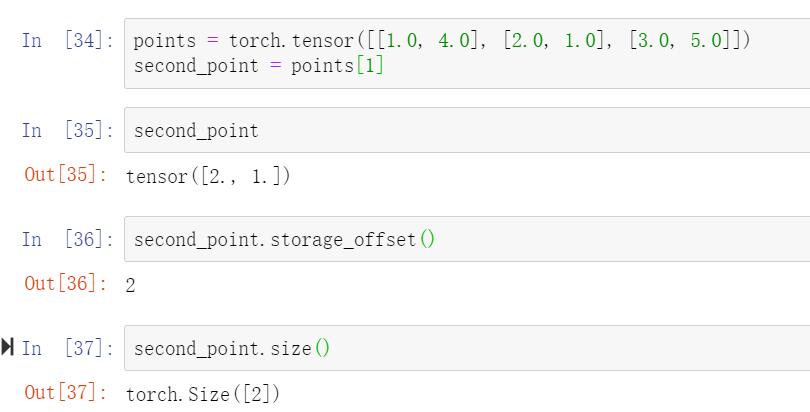 In [34]: points = torch.tensor([[1.0, 4.0], [2.0, 1.0], [3.0, 5.0]])
second_point = points[1]
In [35]: second_point
Out[35]: tensor([2., 1.])
In [36]: second_point.storage_offset()
Out[36]: 2
In [37]: second_point.size()
Out[37]: torch.Size([2])